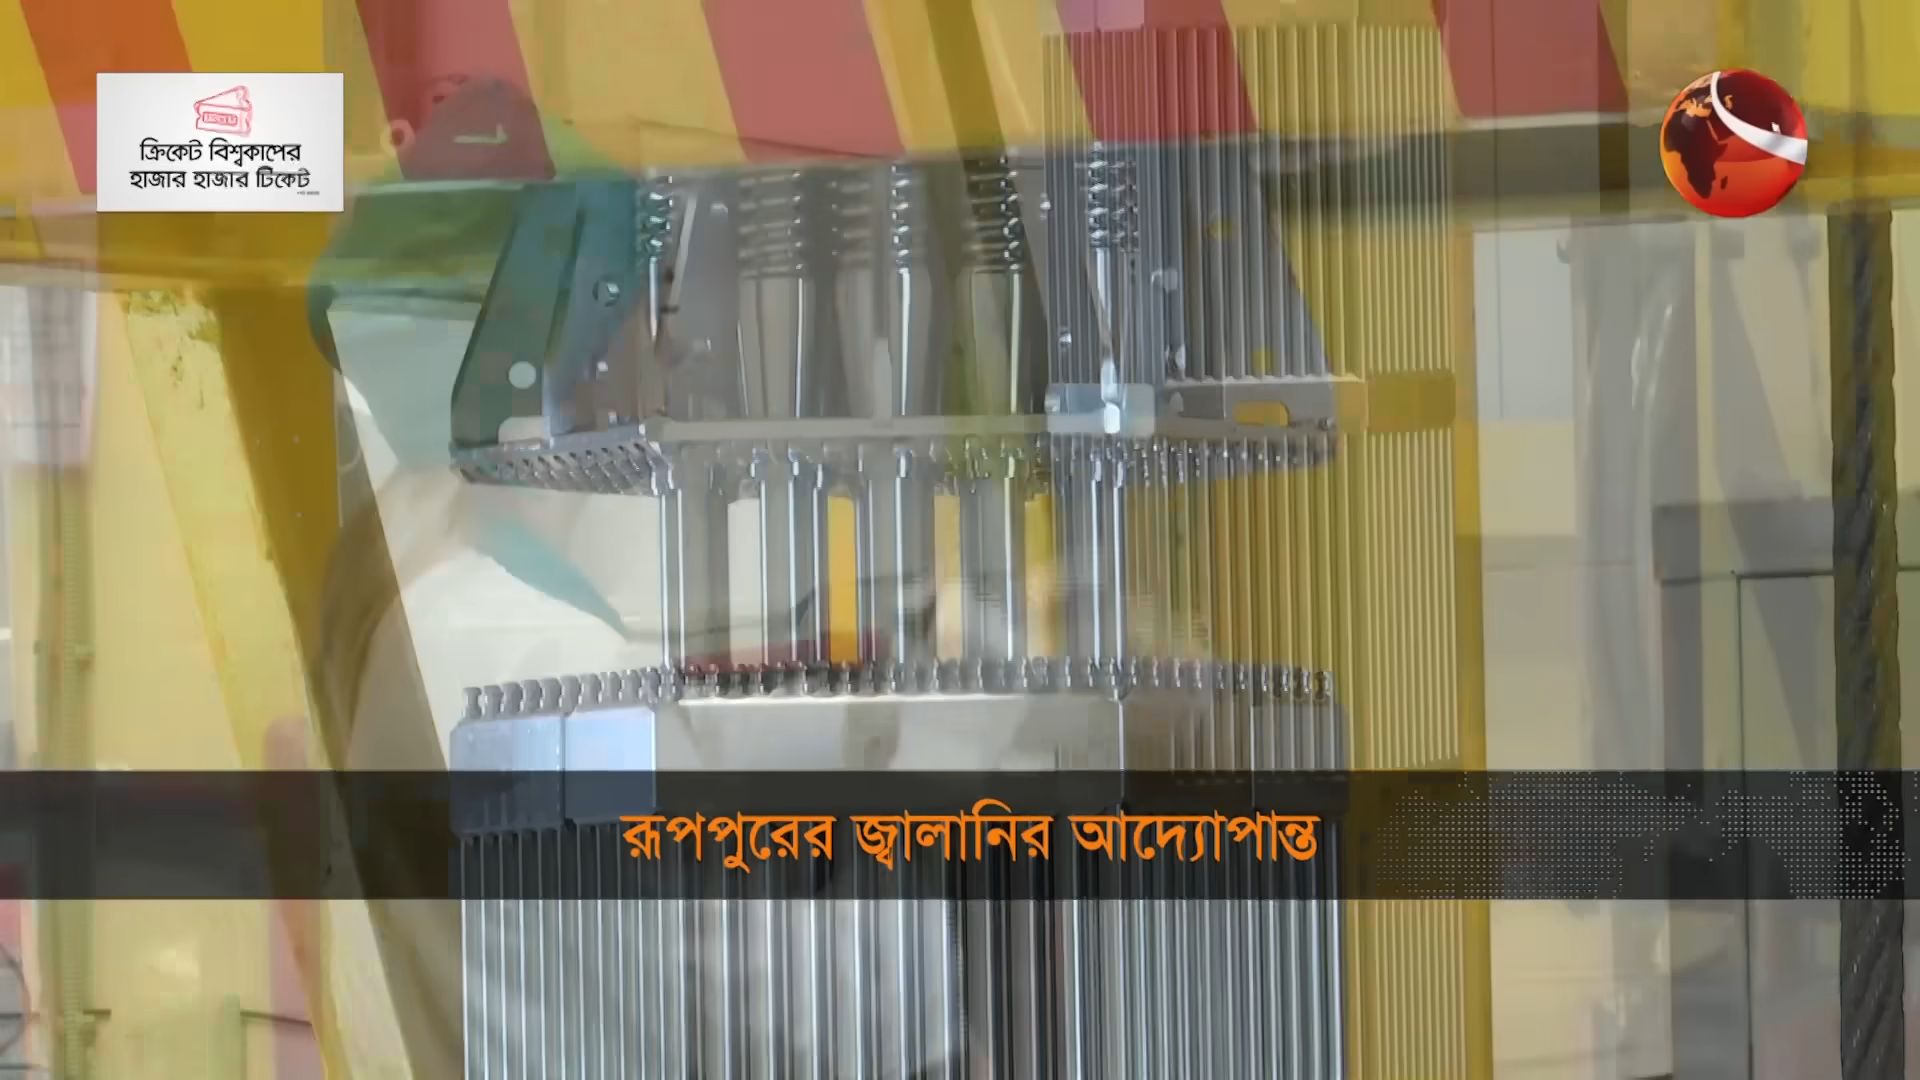 ক্রিকেট বিশ্বকাপের
হাজার হাজার টিকেট
রূপপুরের জ্বালানির আদ্যোপান্ত